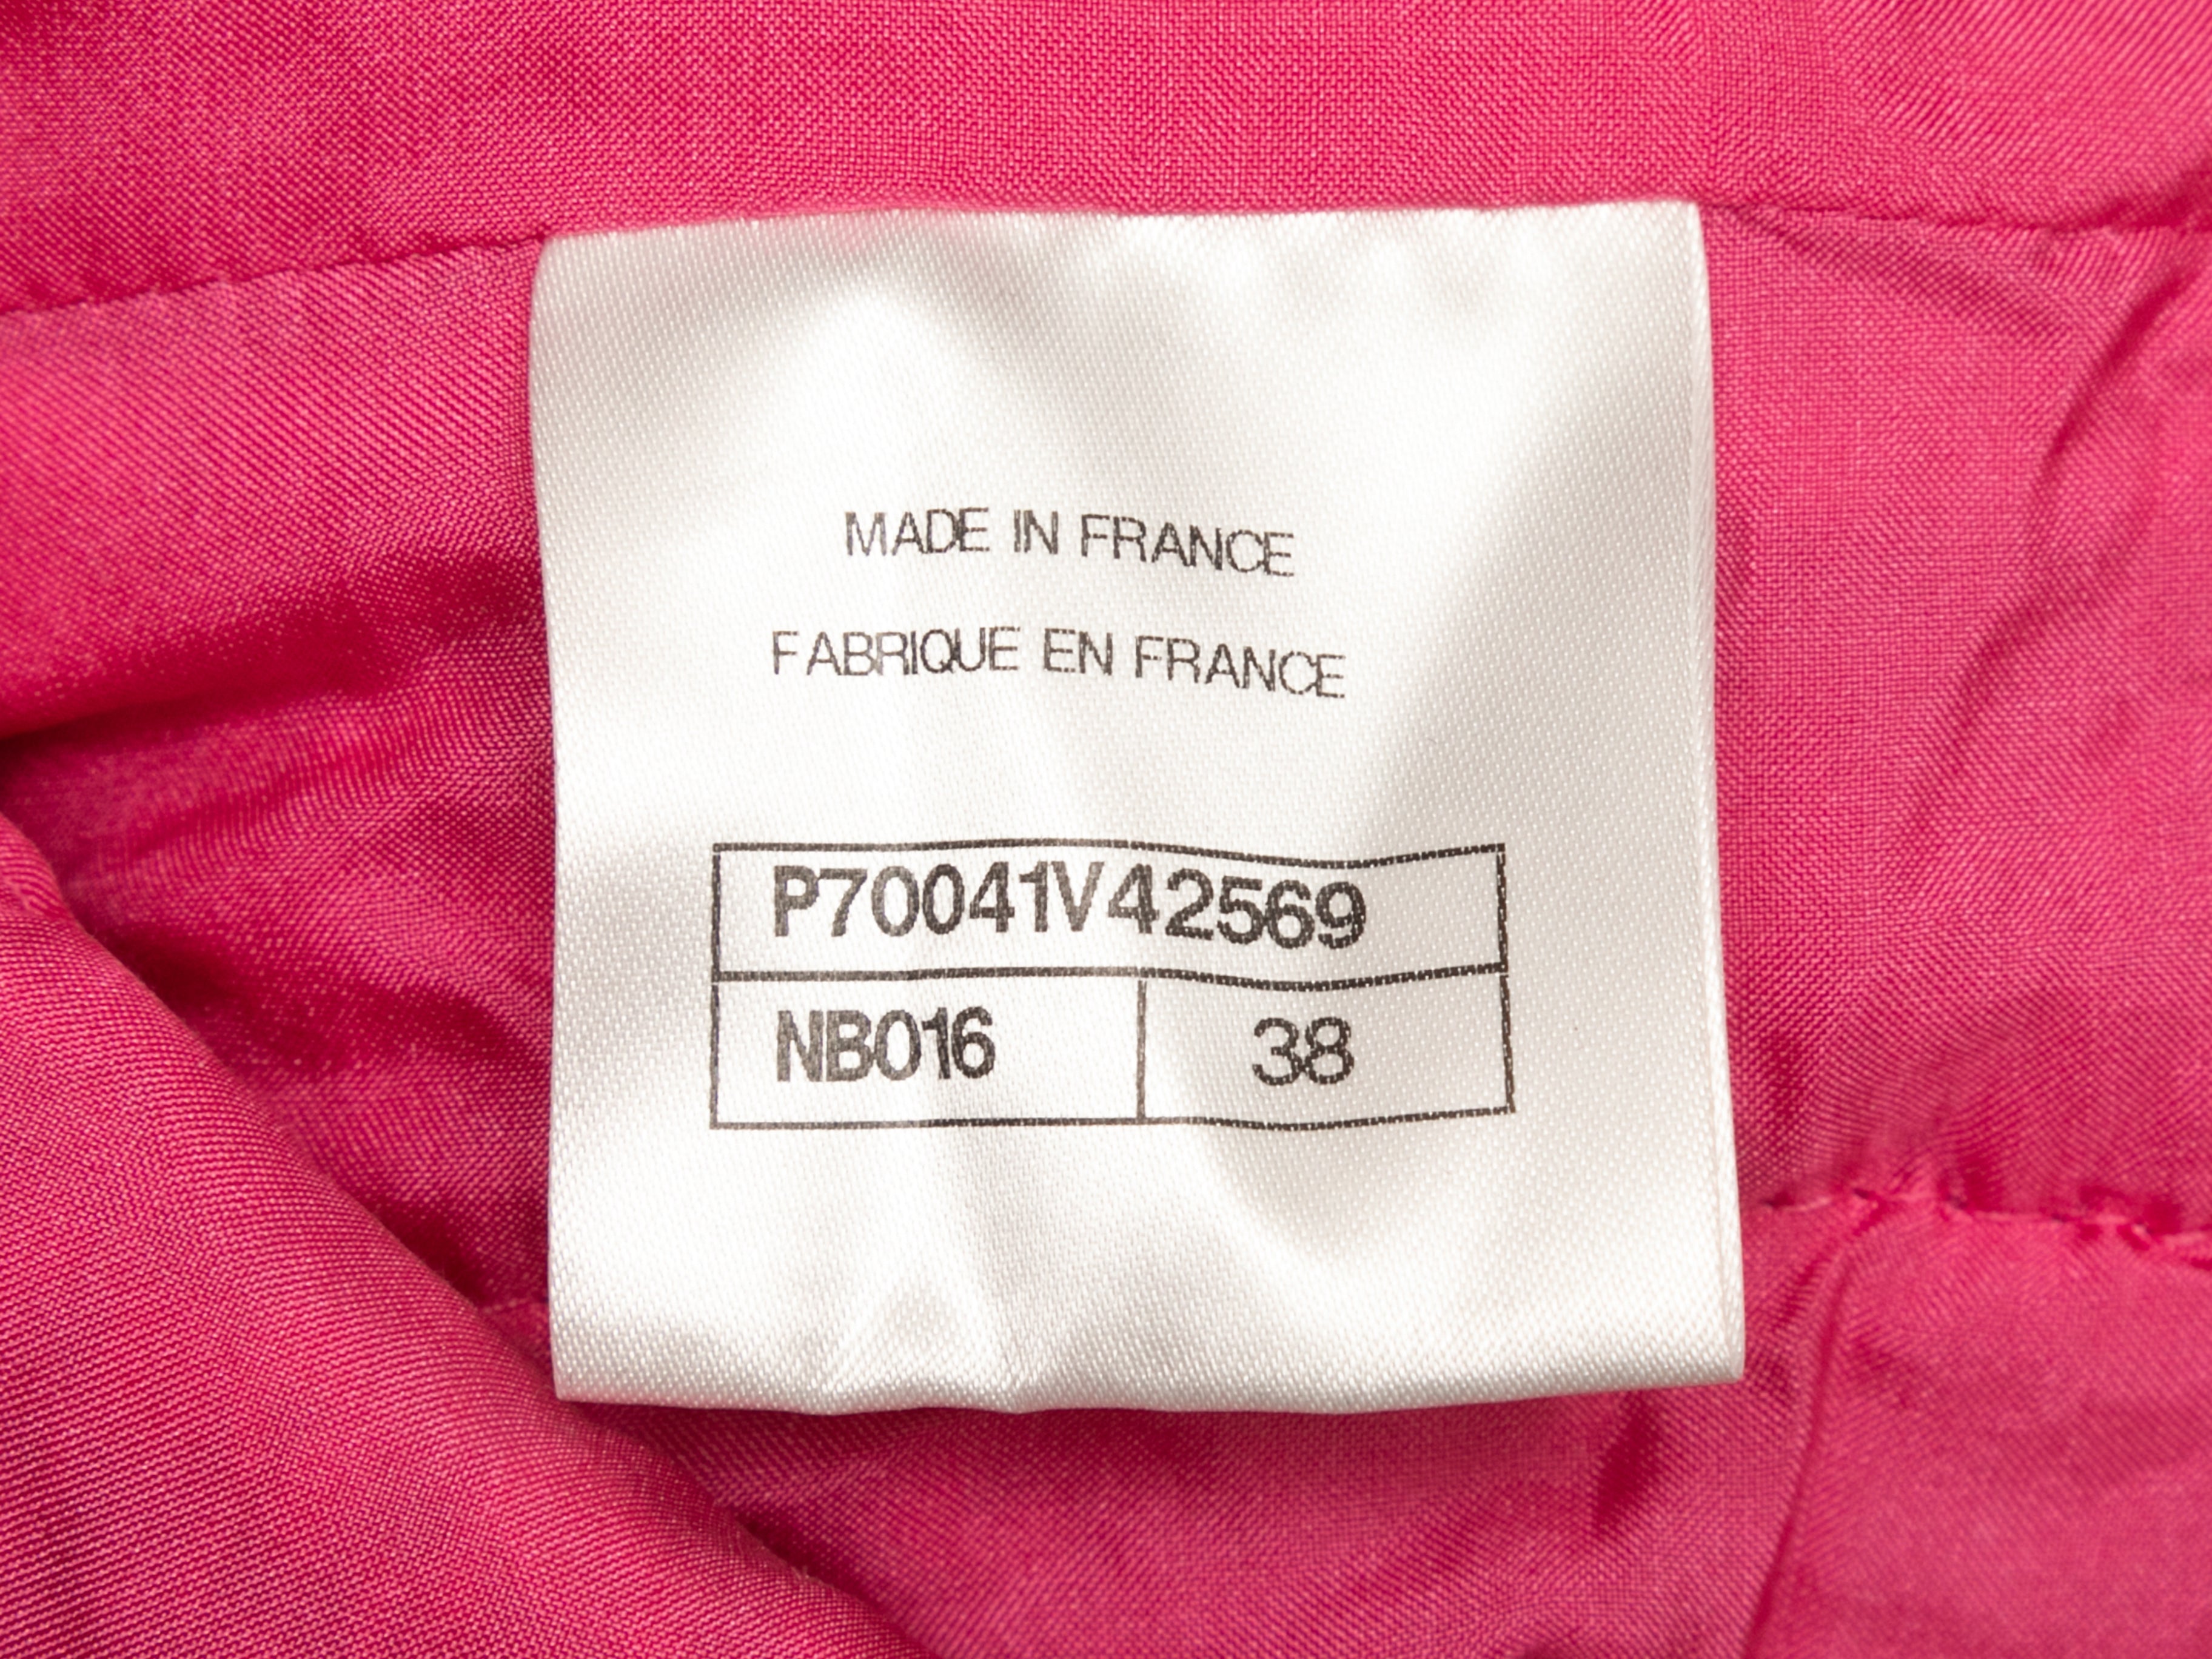 MADE IN FRANCE
FABRIQUE EN FRANCE
P70041V42569
NB016 38